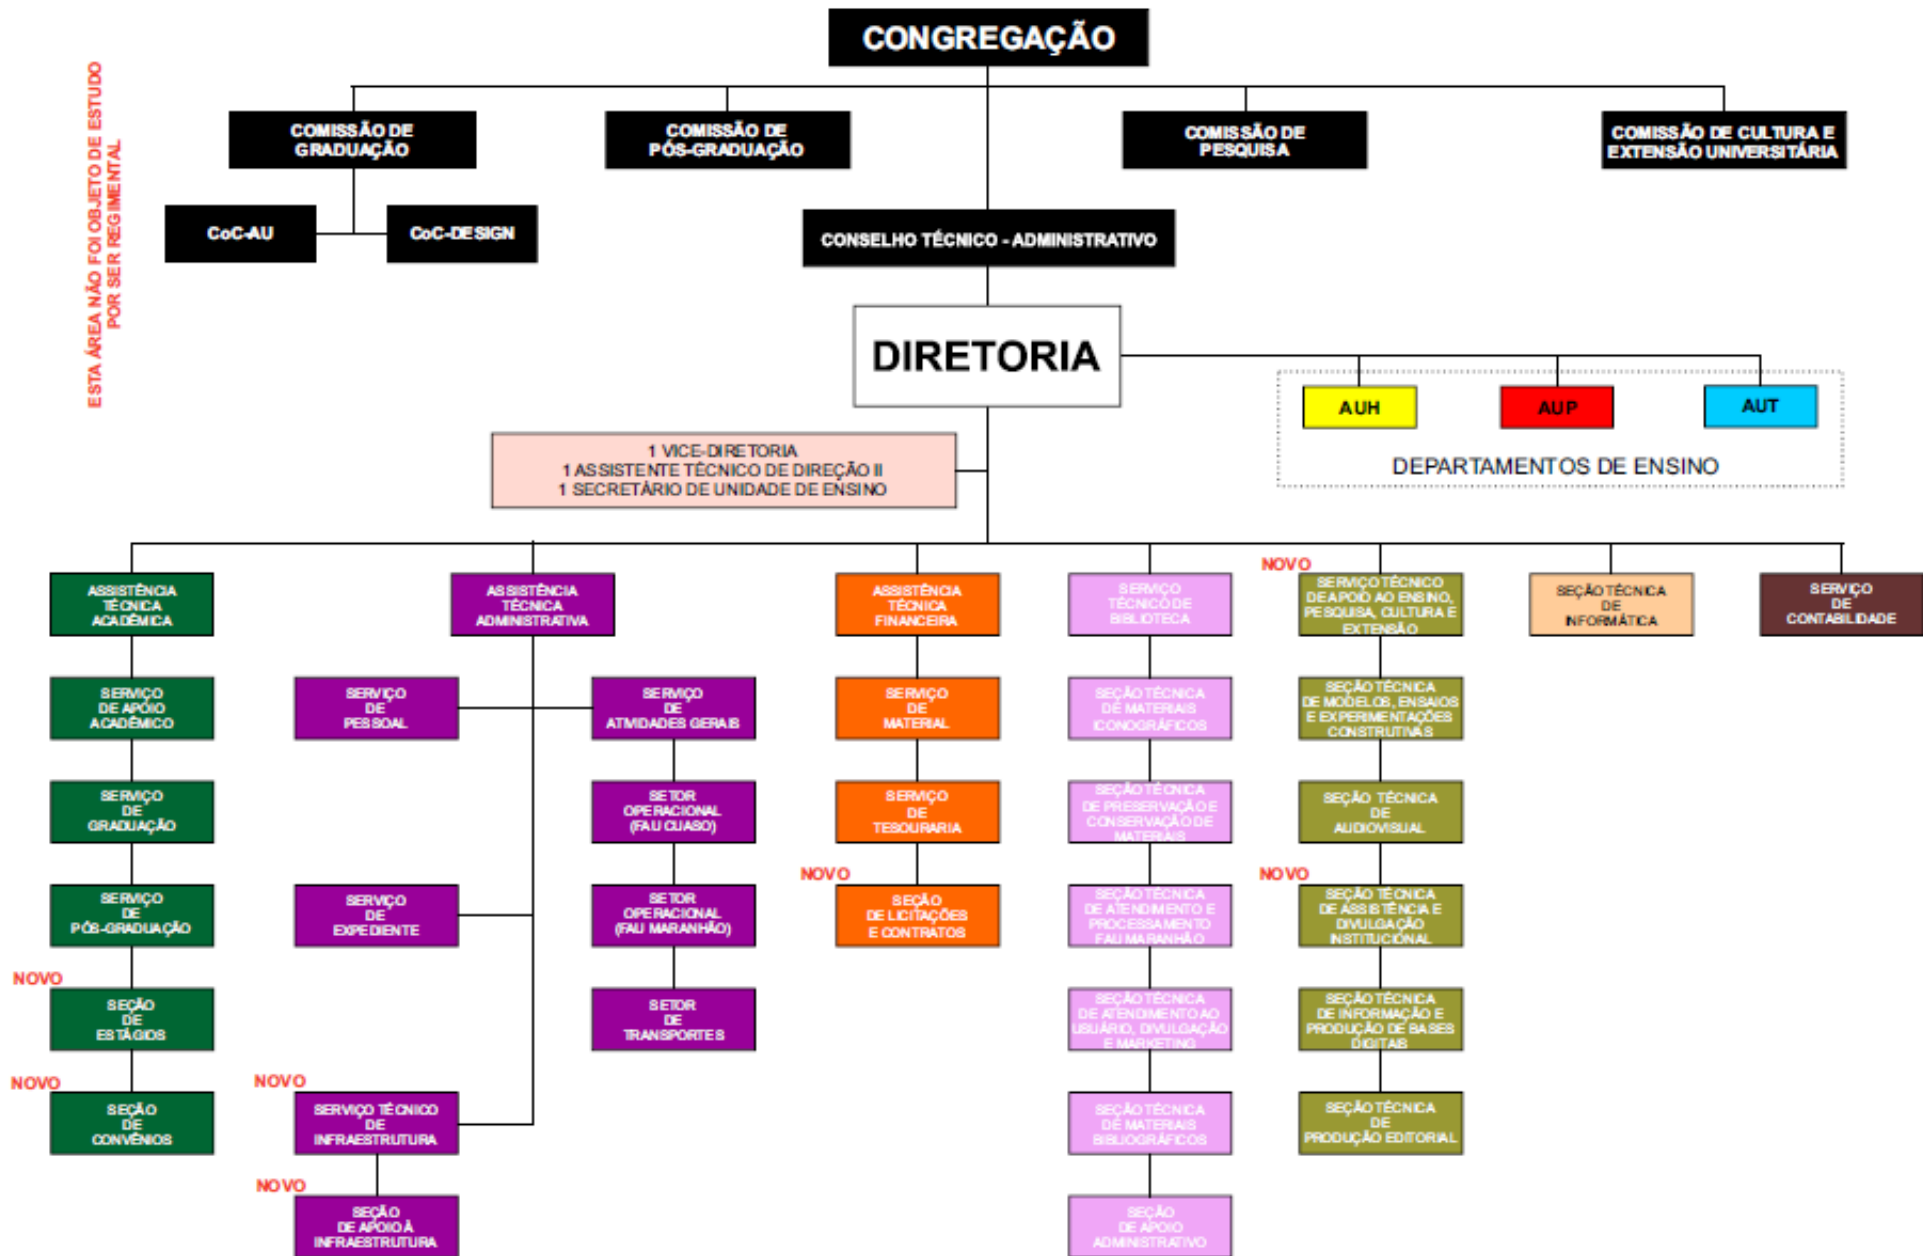 CONGREGAÇÃO
ESTA ÁREA NÃO FOI OBJETO DE ESTUDO
POR SER REGIMENTAL
COMISSÃO DE
GRADUAÇÃO
COMISSÃO DE
PÓS-GRADUAÇÃO
COMISSÃO DE
PESQUISA
COMISSÃO DE CULTURA E
EXTENSÃO UNIVERSITÁRIA
CoC-AU
CoC-DESIGN
CONSELHO TÉCNICO - ADMINISTRATIVO
DIRETORIA
AUH
AUP
AUT
DEPARTAMENTOS DE ENSINO
1 VICE-DIRETORIA
1 ASSISTENTE TÉCNICO DE DIREÇÃO II
1 SECRETÁRIO DE UNIDADE DE ENSINO
ASSISTÊNCIA
TÉCNICA
ACADÊMICA
SERVIÇO
DE APOIO
ACADÊMICO
SERVIÇO
DE
GRADUAÇÃO
SERVIÇO
DE
PÓS-GRADUAÇÃO
NOVO
SEÇÃO
DE
ESTÁGIOS
NOVO
SEÇÃO
DE
CONVÊNIOS
ASSISTÊNCIA
TÉCNICA
ADMINISTRATIVA
SERVIÇO
DE
PESSOAL
SERVIÇO
DE
EXPEDIENTE
NOVO
SERVIÇO TÉCNICO
DE
INFRAESTRUTURA
NOVO
SEÇÃO
DE APOIO À
INFRAESTRUTURA
SERVIÇO
DE
ATIVIDADES GERAIS
SETOR
OPERACIONAL
(FAU CUASO)
SETOR
OPERACIONAL
(FAU MARANHÃO)
SETOR
DE
TRANSPORTES
ASSISTÊNCIA
TÉCNICA
FINANCEIRA
SERVIÇO
DE
MATERIAL
SERVIÇO
DE
TESOURARIA
NOVO
SEÇÃO
DE LICITAÇÕES
E CONTRATOS
SERVIÇO
TÉCNICO DE
BIBLIOTECA
SEÇÃO TÉCNICA
DE MATERIAIS
ICONOGRÁFICOS
SEÇÃO TÉCNICA
DE PRESERVAÇÃO E
CONSERVAÇÃO DE
MATERIAIS
SEÇÃO TÉCNICA
DE ATENDIMENTO E
PROCESSAMENTO
FAU MARANHÃO
SEÇÃO TÉCNICA
DE ATENDIMENTO AO
USUÁRIO, DIVULGAÇÃO
E MARKETING
SEÇÃO TÉCNICA
DE MATERIAIS
BIBLIOGRÁFICOS
SEÇÃO
DE APOIO
ADMINISTRATIVO
NOVO
SERVIÇO TÉCNICO
DE APOIO AO ENSINO,
PESQUISA, CULTURA E
EXTENSÃO
SEÇÃO TÉCNICA
DE MODELOS, ENSAIOS
E EXPERIMENTAÇÕES
CONSTRUTIVAS
SEÇÃO TÉCNICA
DE
AUDIOVISUAL
NOVO
SEÇÃO TÉCNICA
DE ASSISTÊNCIA E
DIVULGAÇÃO
INSTITUCIONAL
SEÇÃO TÉCNICA
DE INFORMAÇÃO E
PRODUÇÃO DE BASES
DIGITAIS
SEÇÃO TÉCNICA
DE
PRODUÇÃO EDITORIAL
SEÇÃO TÉCNICA
DE
INFORMÁTICA
SERVIÇO
DE
CONTABILIDADE